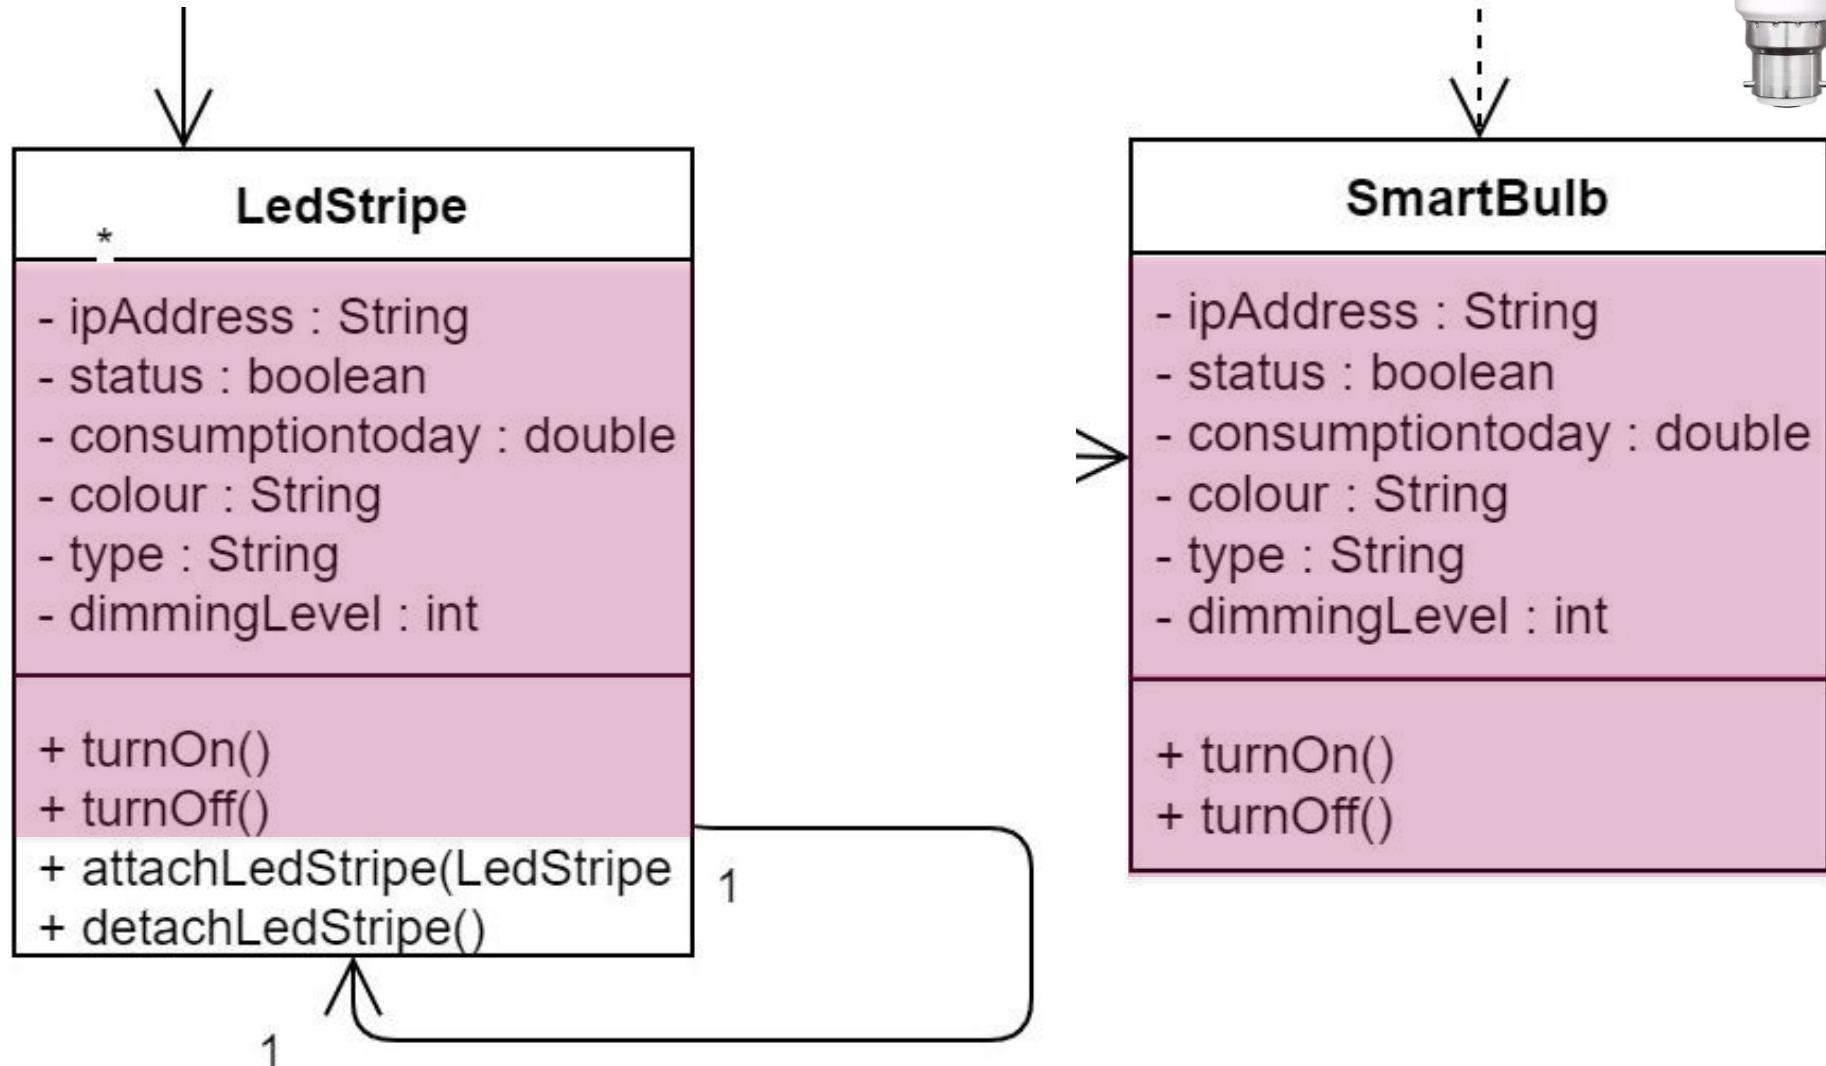 LedStripe
*
- ipAddress : String
- status : boolean
- consumptiontoday : double
- colour : String
- type : String
- dimmingLevel : int
+ turnOn()
+ turnOff()
+ attachLedStripe(LedStripe
+ detachLedStripe()
1
1
SmartBulb
- ipAddress : String
- status : boolean
- consumptiontoday : double
- colour : String
- type : String
- dimmingLevel : int
+ turnOn()
+ turnOff()